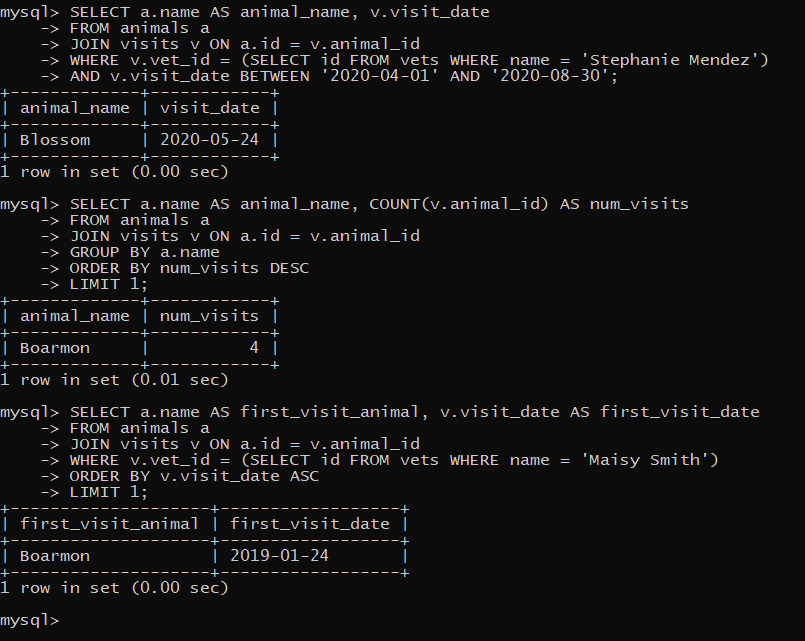 mysql> SELECT a.name AS animal_name, v.visit_date
    -> FROM animals a
    -> JOIN visits v ON a.id = v.animal_id
    -> WHERE v.vet_id = (SELECT id FROM vets WHERE name = 'Stephanie Mendez')
    -> AND v.visit_date BETWEEN '2020-04-01' AND '2020-08-30';
+-------------+------------+
| animal_name | visit_date |
+-------------+------------+
| Blossom     | 2020-05-24 |
+-------------+------------+
1 row in set (0.00 sec)

mysql> SELECT a.name AS animal_name, COUNT(v.animal_id) AS num_visits
    -> FROM animals a
    -> JOIN visits v ON a.id = v.animal_id
    -> GROUP BY a.name
    -> ORDER BY num_visits DESC
    -> LIMIT 1;
+-------------+------------+
| animal_name | num_visits |
+-------------+------------+
| Boarmon     |          4 |
+-------------+------------+
1 row in set (0.01 sec)

mysql> SELECT a.name AS first_visit_animal, v.visit_date AS first_visit_date
    -> FROM animals a
    -> JOIN visits v ON a.id = v.animal_id
    -> WHERE v.vet_id = (SELECT id FROM vets WHERE name = 'Maisy Smith')
    -> ORDER BY v.visit_date ASC
    -> LIMIT 1;
+--------------------+------------------+
| first_visit_animal | first_visit_date |
+--------------------+------------------+
| Boarmon            | 2019-01-24       |
+--------------------+------------------+
1 row in set (0.00 sec)

mysql>